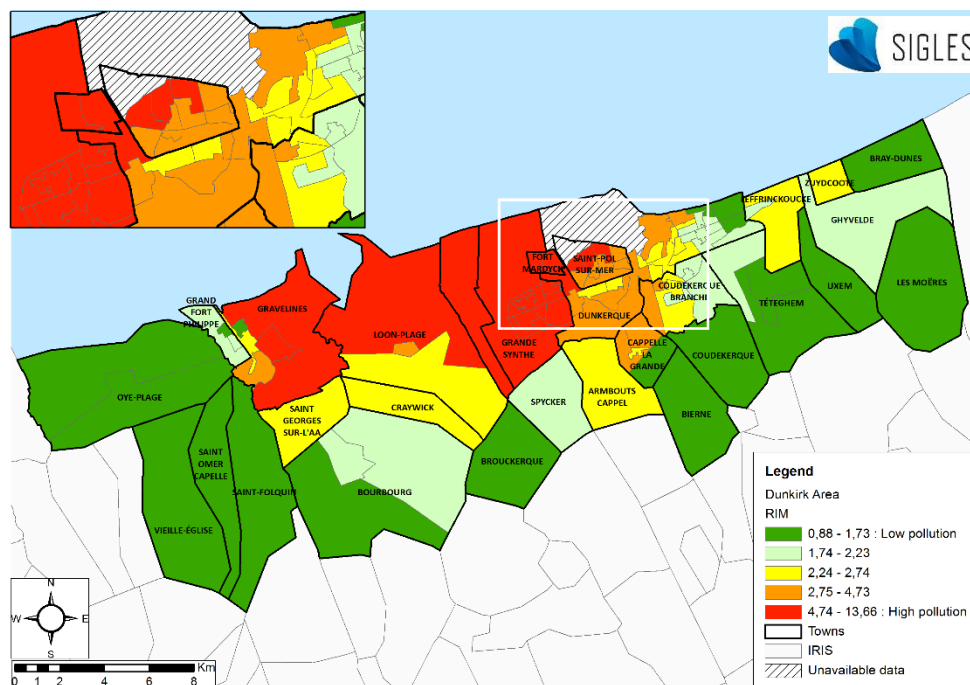 SIGLES
BRAY-DUNES
ZUYDCOOTE
LEFFRINCKOUCKE
GHYVELDE
FORT
MARDYCK
SAINT-POL
SUR-MER
COUDEKERQUE
BRANCHE
TÉTEGHEM
UXEM
LES MOËRES
GRAND
FORT
PHILIPPE
GRAVELINES
LOON-PLAGE
DUNKERQUE
GRANDE
SYNTHE
CAPPELLE
LA
GRANDE
COUDEKERQUE
OYE-PLAGE
SAINT
GEORGES
SUR-L'AA
CRAYWICK
SPYCKER
ARMBOUTS
CAPPEL
BIERNE
SAINT
OMER
CAPELLE
SAINT-FOLQUIN
BOURBOURG
BROUCKERQUE
VIEILLE-ÉGLISE
Legend
Dunkirk Area
RIM
0,88 - 1,73 : Low pollution
1,74 - 2,23
2,24 - 2,74
2,75 - 4,73
4,74 - 13,66 : High pollution
Towns
IRIS
Unavailable data
N
W E
S
Km
0 1 2 4 6 8